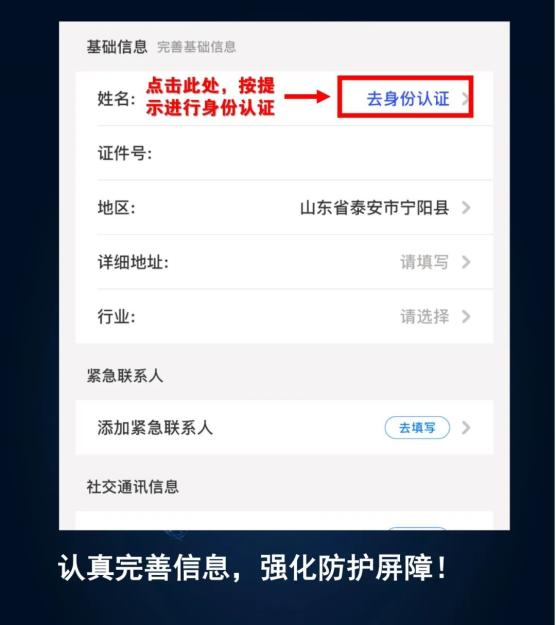 基础信息 完善基础信息
姓名: 点击此处，按提示进行身份认证 去身份认证
证件号:
地区: 山东省泰安市宁阳县
详细地址: 请填写
行业: 请选择
紧急联系人
添加紧急联系人 去填写
社交通讯信息
认真完善信息，强化防护屏障！